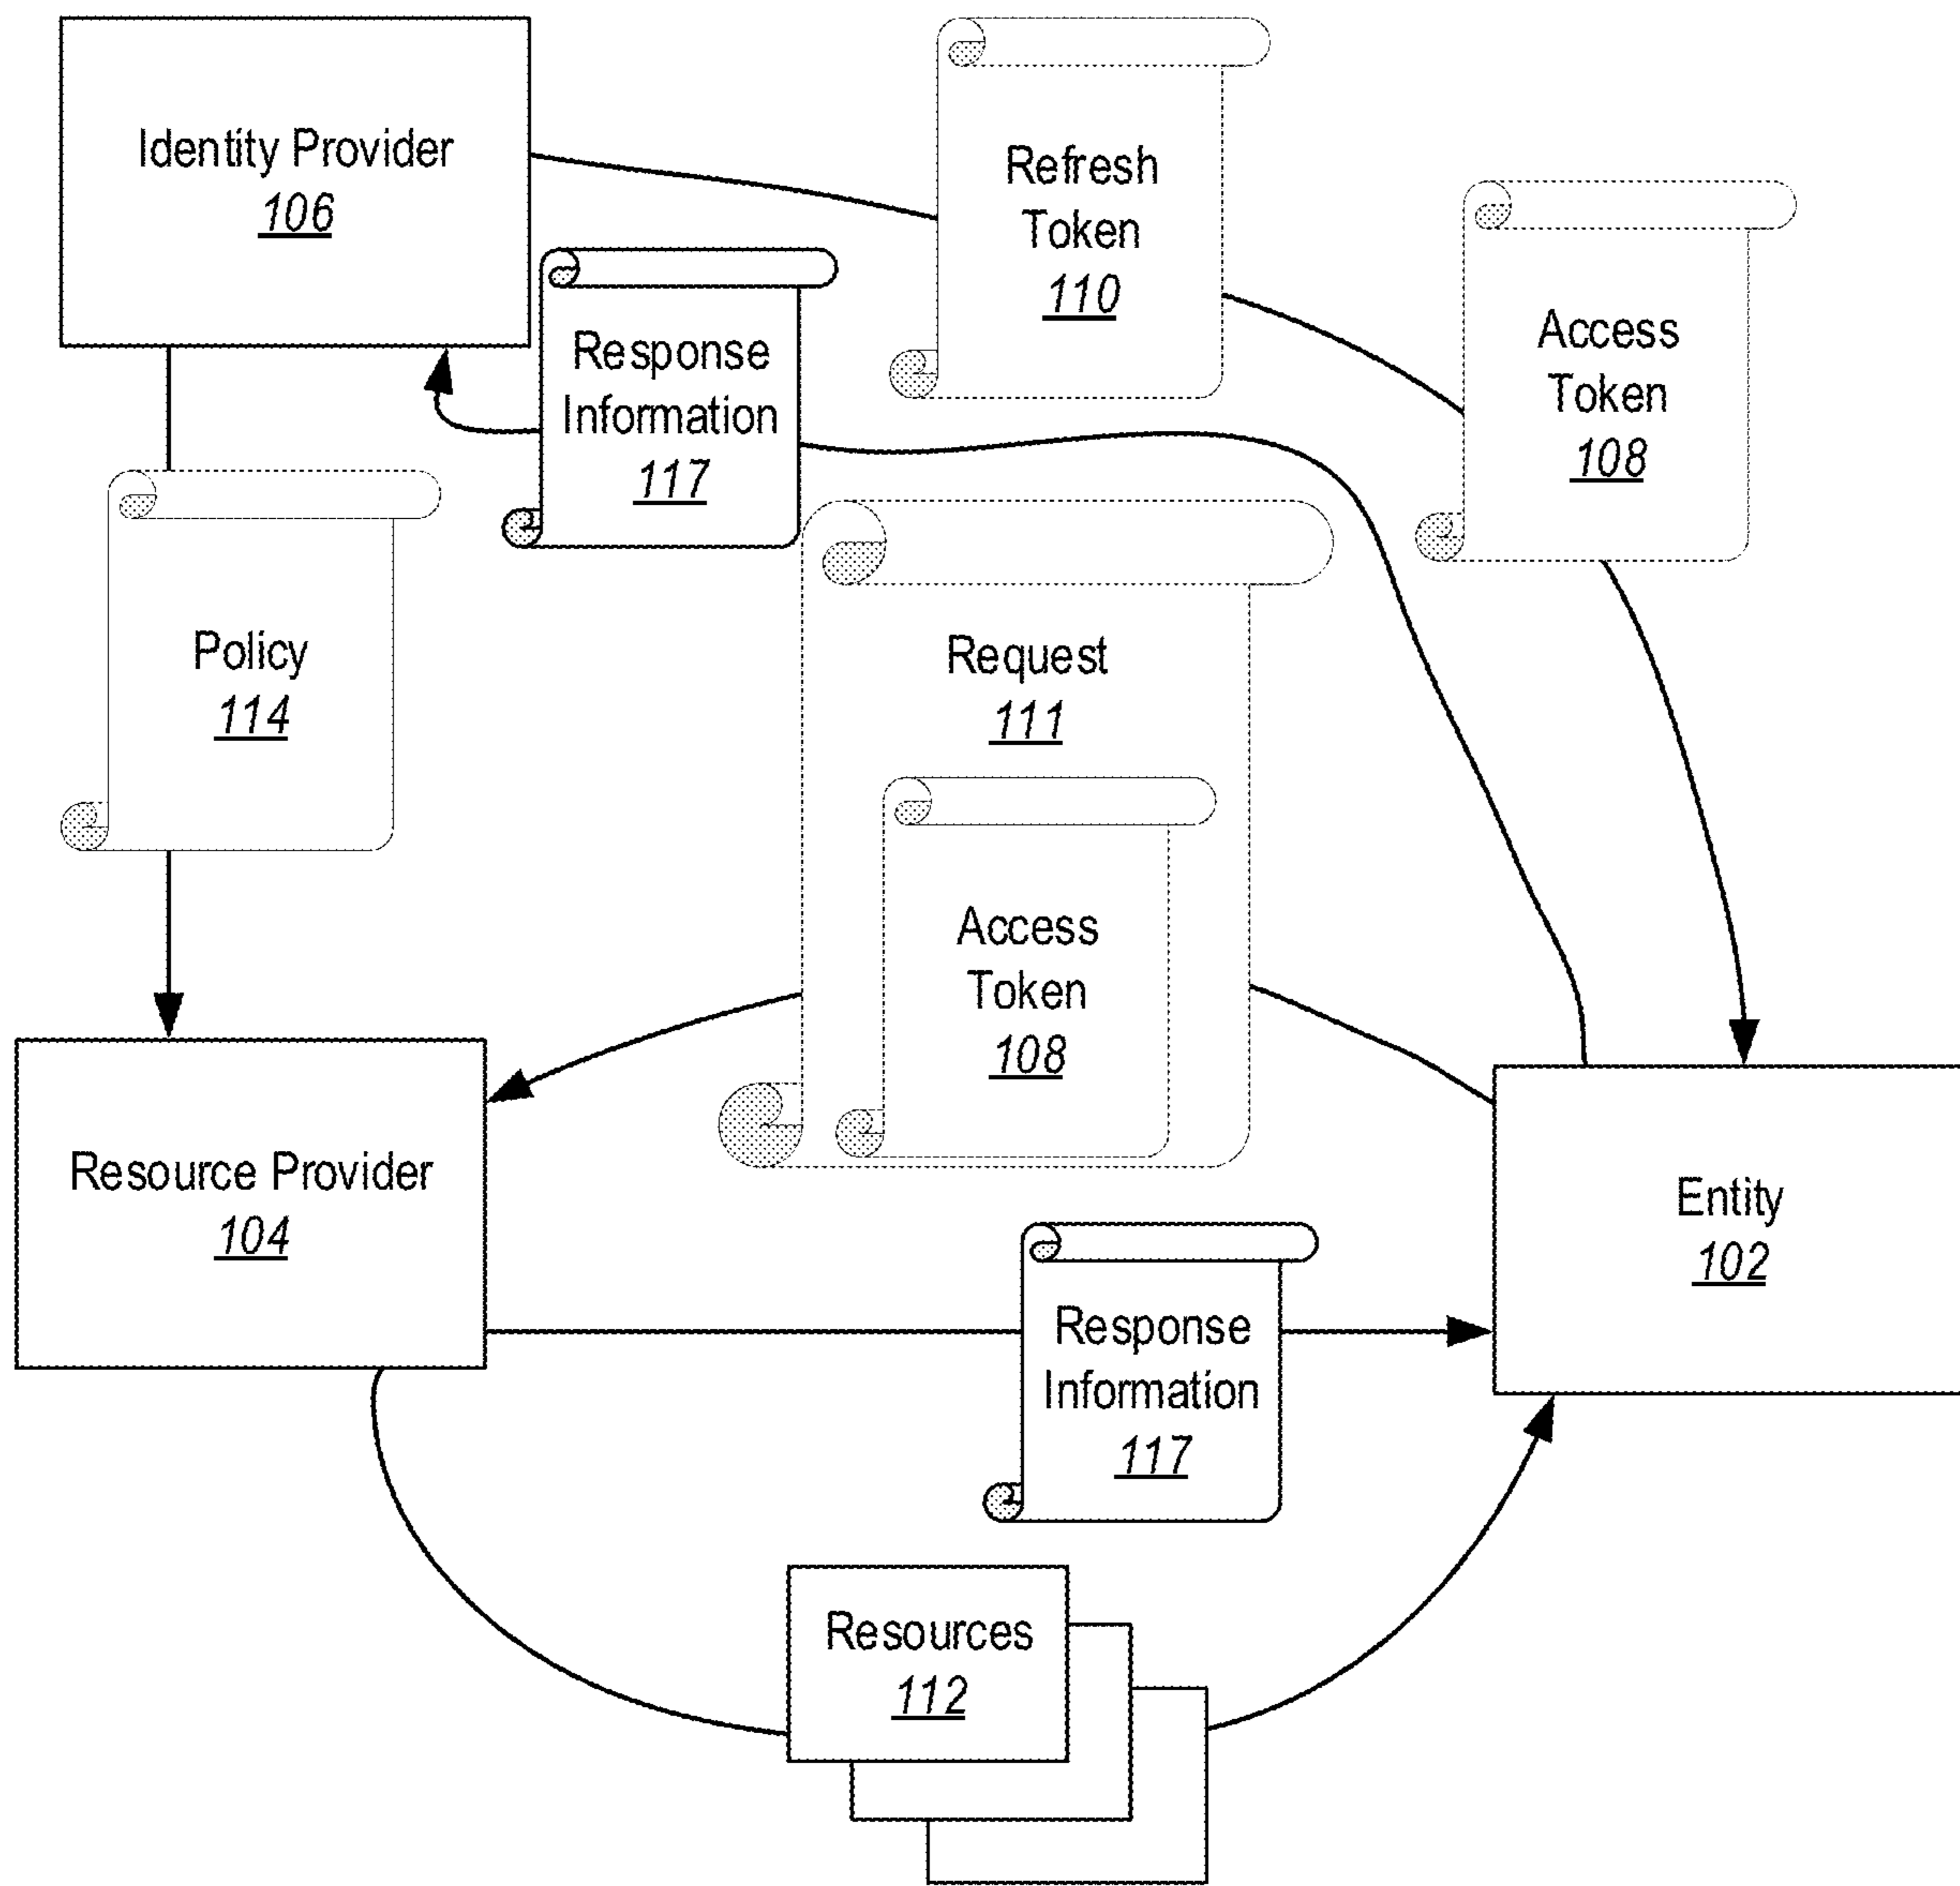 Identity Provider
106
Refresh
Token
110
Access
Token
108
Response
Information
117
Policy
114
Request
111
Access
Token
108
Resource Provider
104
Entity
102
Response
Information
117
Resources
112